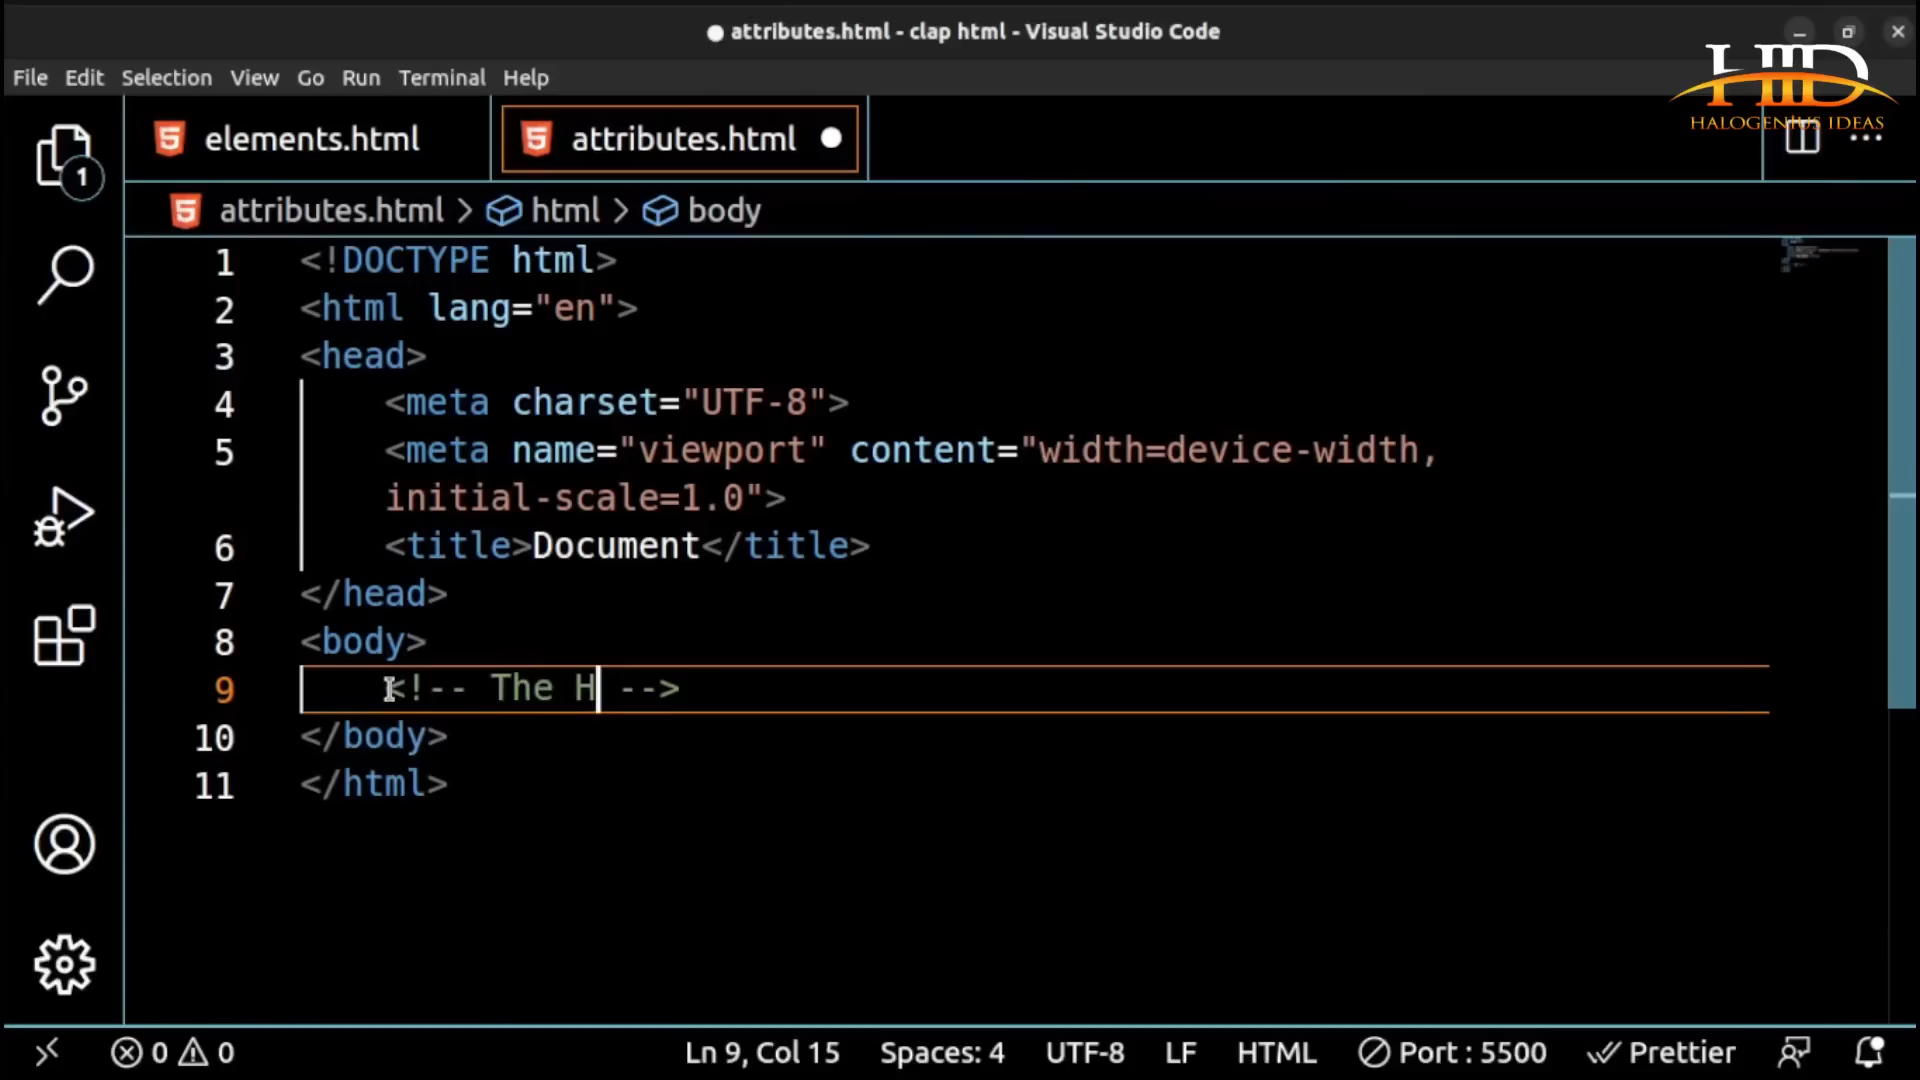 attributes.html - clap html - Visual Studio Code
File Edit Selection View Go Run Terminal Help
HID
HALOGENIUS IDEAS
elements.html attributes.html
attributes.html > html > body
1
1 <!DOCTYPE html>
2 <html lang="en">
3 <head>
4 <meta charset="UTF-8">
5 <meta name="viewport" content="width=device-width,
initial-scale=1.0">
6 <title>Document</title>
7 </head>
8 <body>
9 <!-- The H -->
10 </body>
11 </html>
0 0 Ln 9, Col 15 Spaces: 4 UTF-8 LF HTML Port : 5500 Prettier